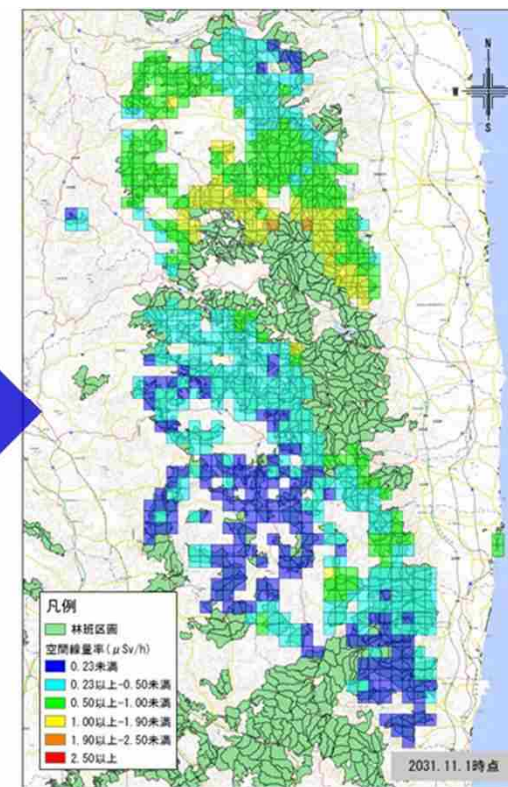 N
W
S
凡例
林班区画
空間線量率(μSv/h)
0.23未満
0.23以上-0.50未満
0.50以上-1.00未満
1.00以上-1.90未満
1.90以上-2.50未満
2.50以上
2031.11.1時点